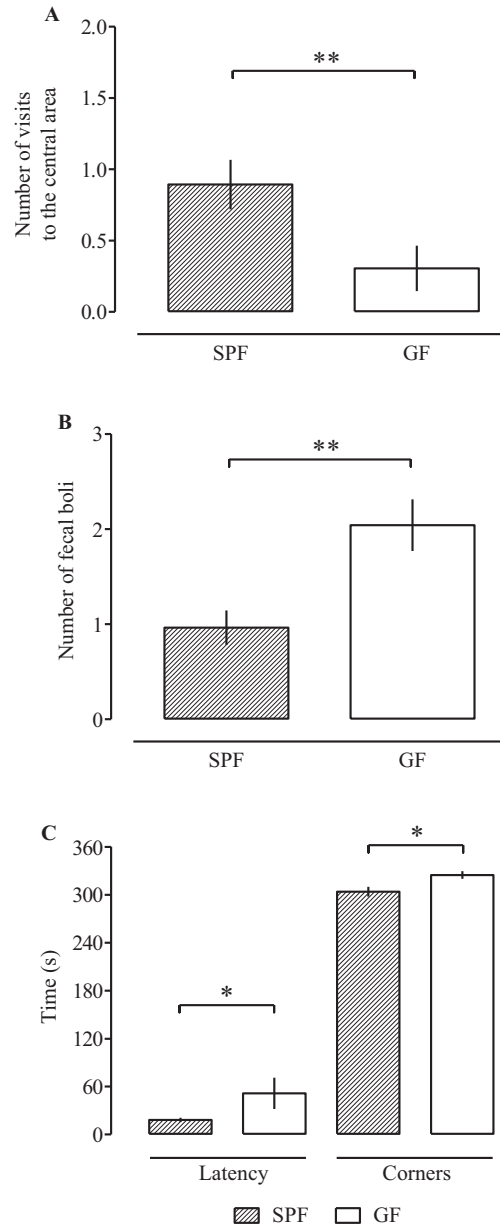 A
Number of visits
to the central area
2.0
1.5
1.0
0.5
0.0
**
SPF GF
B
Number of fecal boli
3
2
1
0
**
SPF GF
C
Time (s)
360
300
240
180
120
60
0
*
*
Latency Corners
SPF GF